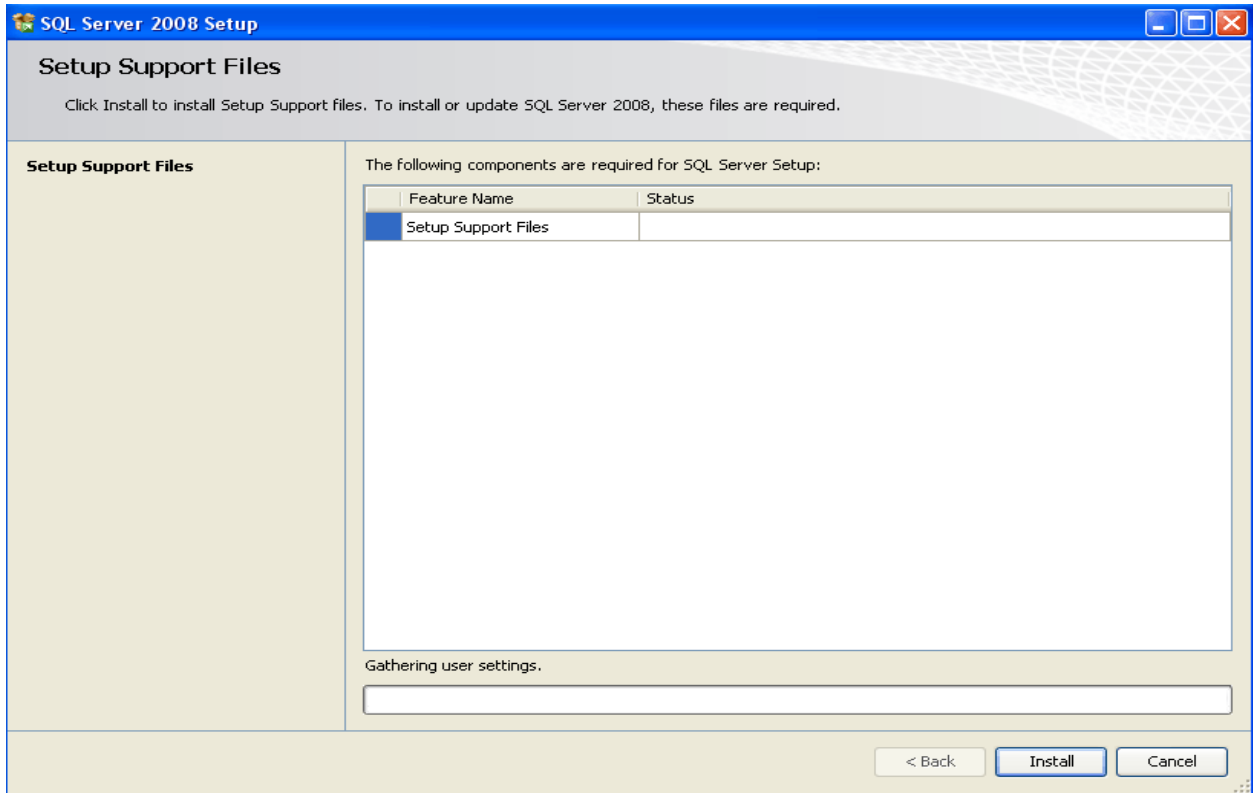 SQL Server 2008 Setup
Setup Support Files
Click Install to install Setup Support files. To install or update SQL Server 2008, these files are required.
Setup Support Files
The following components are required for SQL Server Setup:
Feature Name Status
Setup Support Files
Gathering user settings.
< Back Install Cancel